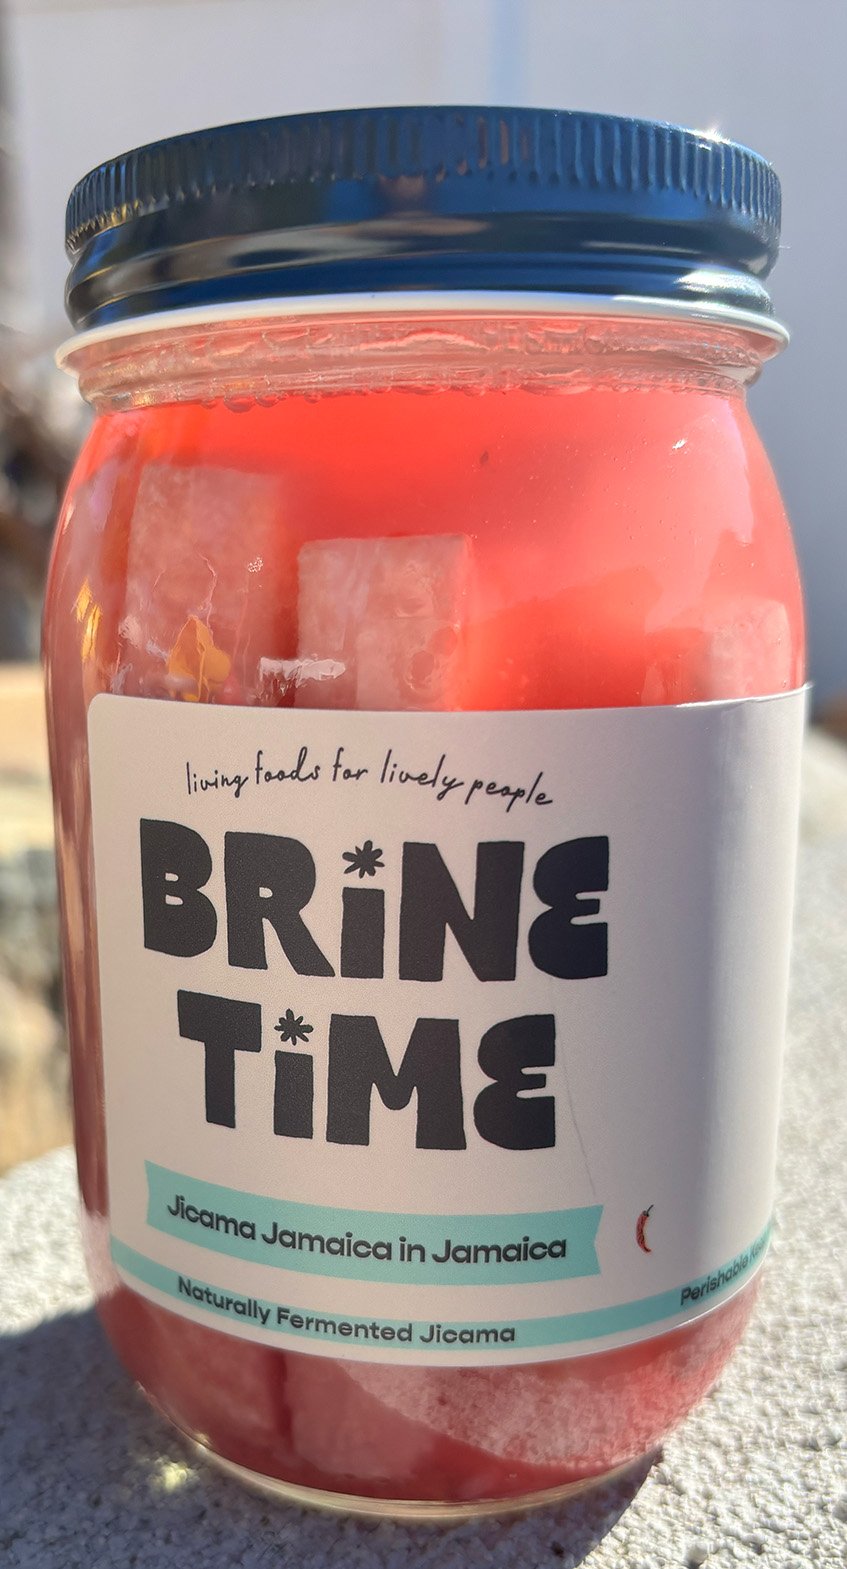 living foods for lively people
BRiNE
TiME
Jicama Jamaica in Jamaica
Naturally Fermented Jicama
Perishable